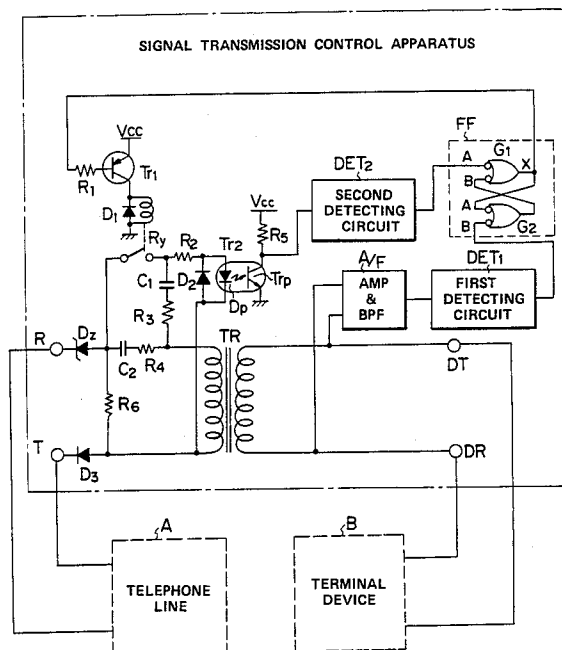 X
SIGNAL TRANSMISSION CONTROL APPARATUS
Vcc
FF
G1
A
X
B
R1
Tr1
DET2
Vcc
SECOND DETECTING CIRCUIT
A
B
G2
D1
Ry
R2
Tr2
R5
A/F
DET1
C1
D2
Trp
Dp
AMP & BPF
FIRST DETECTING CIRCUIT
R3
R
Dz
C2
R4
TR
DT
R6
T
D3
DR
A
B
TELEPHONE LINE
TERMINAL DEVICE